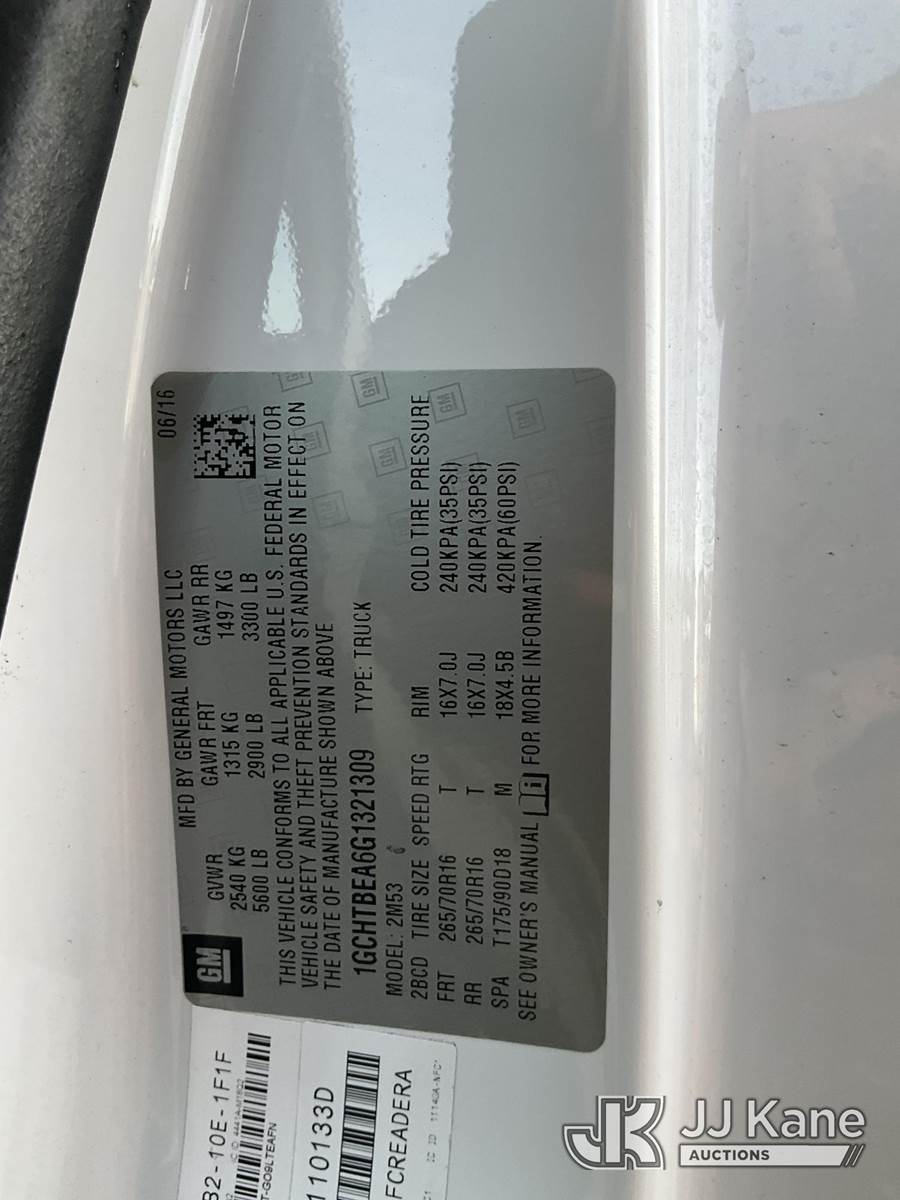 MFD BY GENERAL MOTORS LLC 06/16
GM
GVWR GAWR FRT GAWR RR
2540 KG 1315 KG 1497 KG
5600 LB 2900 LB 3300 LB
THIS VEHICLE CONFORMS TO ALL APPLICABLE U.S. FEDERAL MOTOR
VEHICLE SAFETY AND THEFT PREVENTION STANDARDS IN EFFECT ON
THE DATE OF MANUFACTURE SHOWN ABOVE
1GCHTBEA6G1321309 TYPE: TRUCK
MODEL: 2M53
2BCD TIRE SIZE SPEED RTG RIM COLD TIRE PRESSURE
FRT 265/70R16 T 16X7.0J 240KPA(35PSI)
RR 265/70R16 T 16X7.0J 240KPA(35PSI)
SPA T175/90D18 M 18X4.5B 420KPA(60PSI)
SEE OWNER'S MANUAL i FOR MORE INFORMATION.
B2-10E-1F1F
T-GO9LTEAFN
110133D
FCREADERA
JK JJ Kane
AUCTIONS